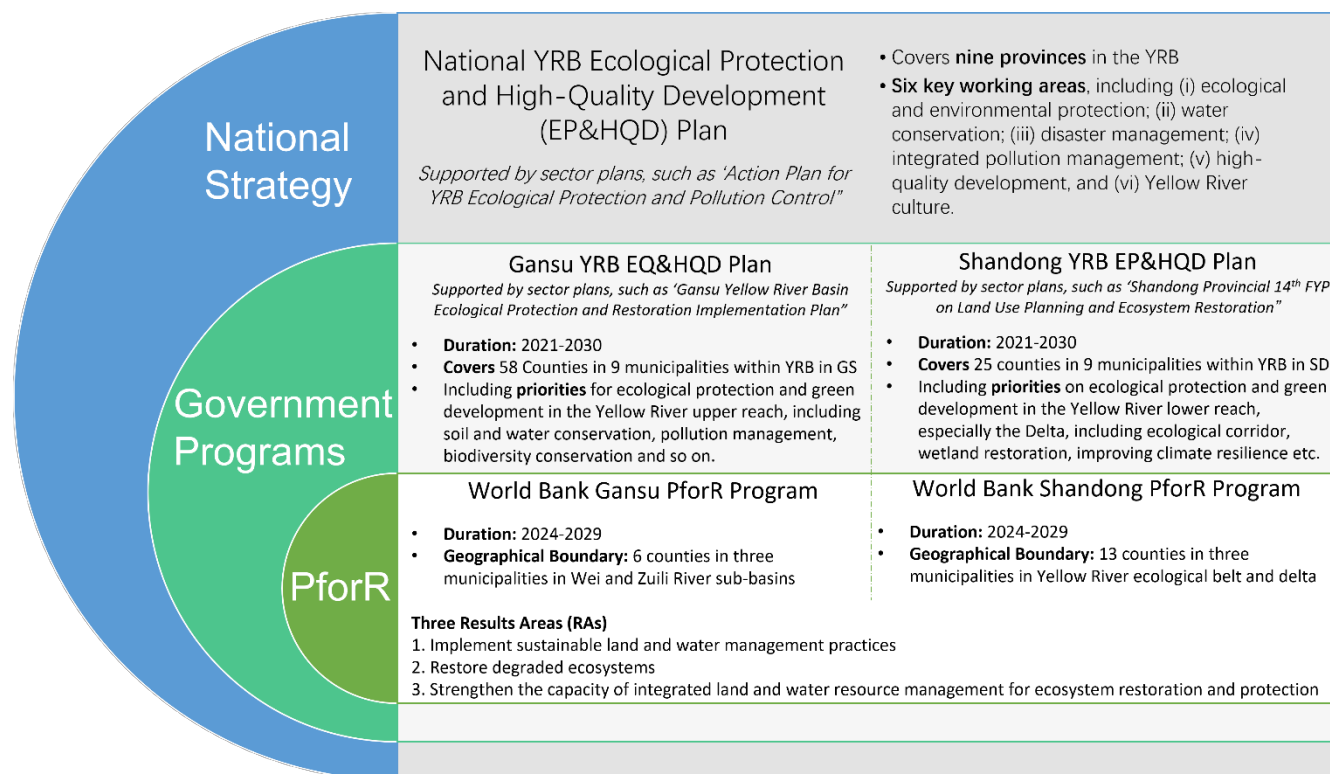 National
Strategy
National YRB Ecological Protection
and High-Quality Development
(EP&HQD) Plan
Supported by sector plans, such as 'Action Plan for
YRB Ecological Protection and Pollution Control"
• Covers nine provinces in the YRB
• Six key working areas, including (i) ecological
and environmental protection; (ii) water
conservation; (iii) disaster management; (iv)
integrated pollution management; (v) high-
quality development, and (vi) Yellow River
culture.
Government
Programs
Gansu YRB EQ&HQD Plan
Supported by sector plans, such as 'Gansu Yellow River Basin
Ecological Protection and Restoration Implementation Plan"
• Duration: 2021-2030
• Covers 58 Counties in 9 municipalities within YRB in GS
• Including priorities for ecological protection and green
development in the Yellow River upper reach, including
soil and water conservation, pollution management,
biodiversity conservation and so on.
Shandong YRB EP&HQD Plan
Supported by sector plans, such as 'Shandong Provincial 14th FYP
on Land Use Planning and Ecosystem Restoration"
• Duration: 2021-2030
• Covers 25 counties in 9 municipalities within YRB in SD
• Including priorities on ecological protection and green
development in the Yellow River lower reach,
especially the Delta, including ecological corridor,
wetland restoration, improving climate resilience etc.
PforR
World Bank Gansu PforR Program
• Duration: 2024-2029
• Geographical Boundary: 6 counties in three
municipalities in Wei and Zuili River sub-basins
World Bank Shandong PforR Program
• Duration: 2024-2029
• Geographical Boundary: 13 counties in three
municipalities in Yellow River ecological belt and delta
Three Results Areas (RAs)
1. Implement sustainable land and water management practices
2. Restore degraded ecosystems
3. Strengthen the capacity of integrated land and water resource management for ecosystem restoration and protection